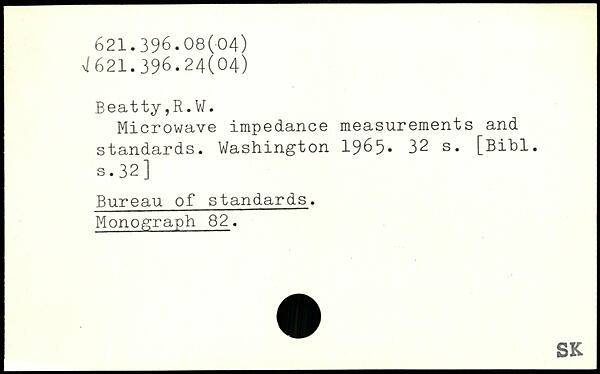 621.396.08(04)
√621.396.24(04)
Beatty,R.W.
Microwave impedance measurements and
standards. Washington 1965. 32 s. [Bibl.
s.32]
Bureau of standards.
Monograph 82.
SK